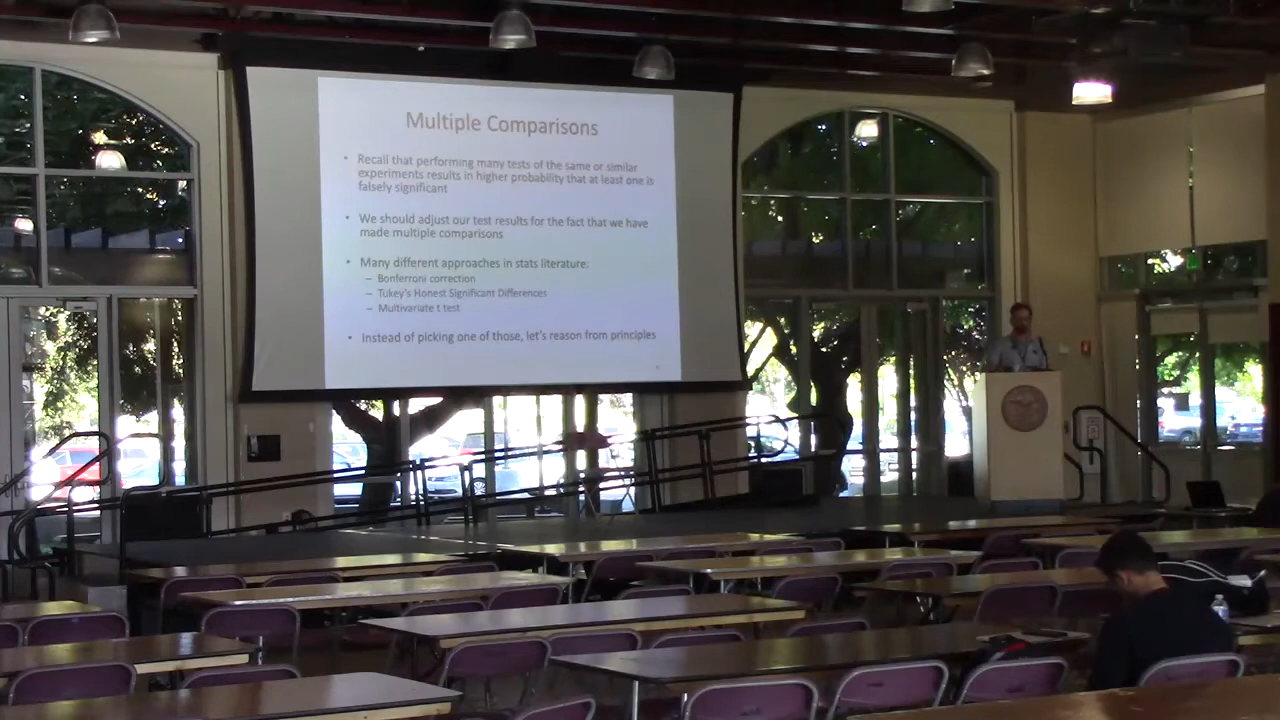 Multiple Comparisons
• Recall that performing many tests of the same or similar
experiments results in higher probability that at least one is
falsely significant
• We should adjust our test results for the fact that we have
made multiple comparisons
• Many different approaches in stats literature:
– Bonferroni correction
– Tukey's Honest Significant Differences
– Multivariate t test
• Instead of picking one of those, let's reason from principles